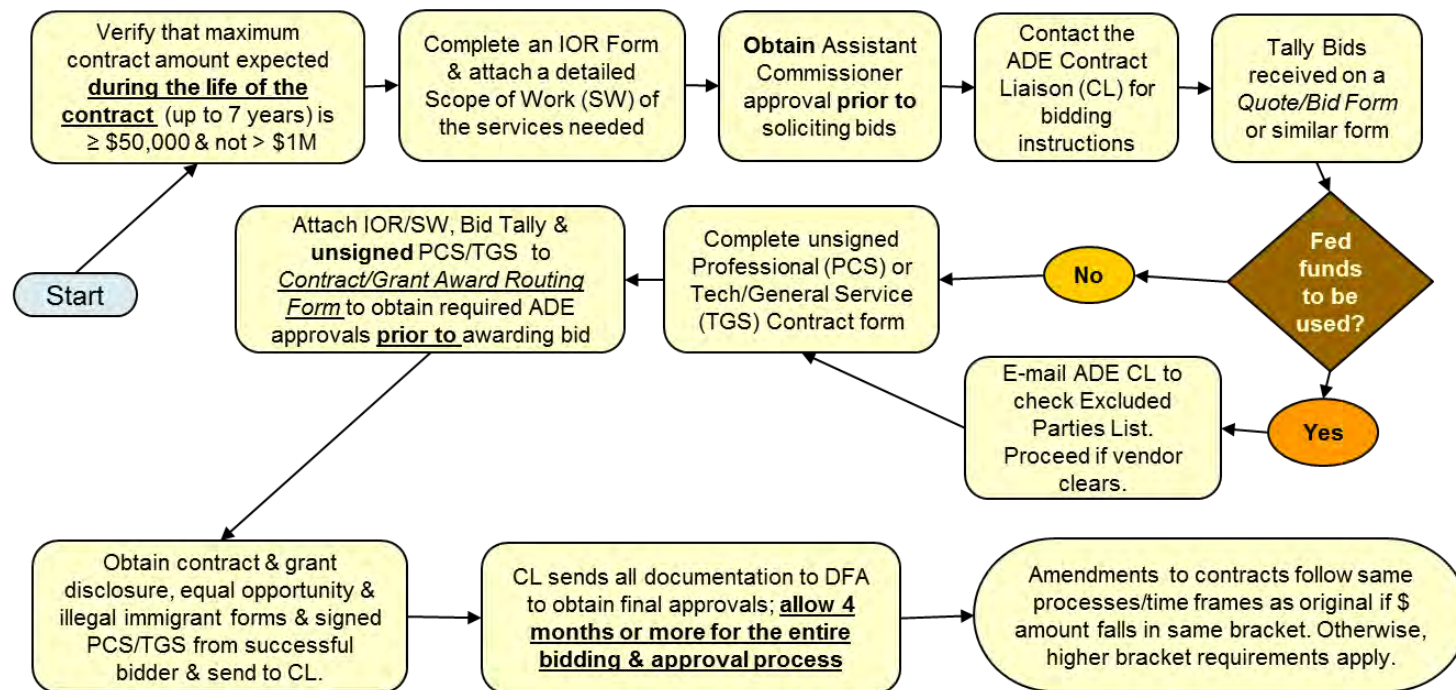 Start
Verify that maximum
contract amount expected
during the life of the
contract (up to 7 years) is
≥ $50,000 & not > $1M
Complete an IOR Form
& attach a detailed
Scope of Work (SW) of
the services needed
Obtain Assistant
Commissioner
approval prior to
soliciting bids
Contact the
ADE Contract
Liaison (CL) for
bidding
instructions
Tally Bids
received on a
Quote/Bid Form
or similar form
Fed
funds
to be
used?
No
Yes
E-mail ADE CL to
check Excluded
Parties List.
Proceed if vendor
clears.
Complete unsigned
Professional (PCS) or
Tech/General Service
(TGS) Contract form
Attach IOR/SW, Bid Tally &
unsigned PCS/TGS to
Contract/Grant Award Routing
Form to obtain required ADE
approvals prior to awarding bid
Obtain contract & grant
disclosure, equal opportunity &
illegal immigrant forms & signed
PCS/TGS from successful
bidder & send to CL.
CL sends all documentation to DFA
to obtain final approvals; allow 4
months or more for the entire
bidding & approval process
Amendments to contracts follow same
processes/time frames as original if $
amount falls in same bracket. Otherwise,
higher bracket requirements apply.